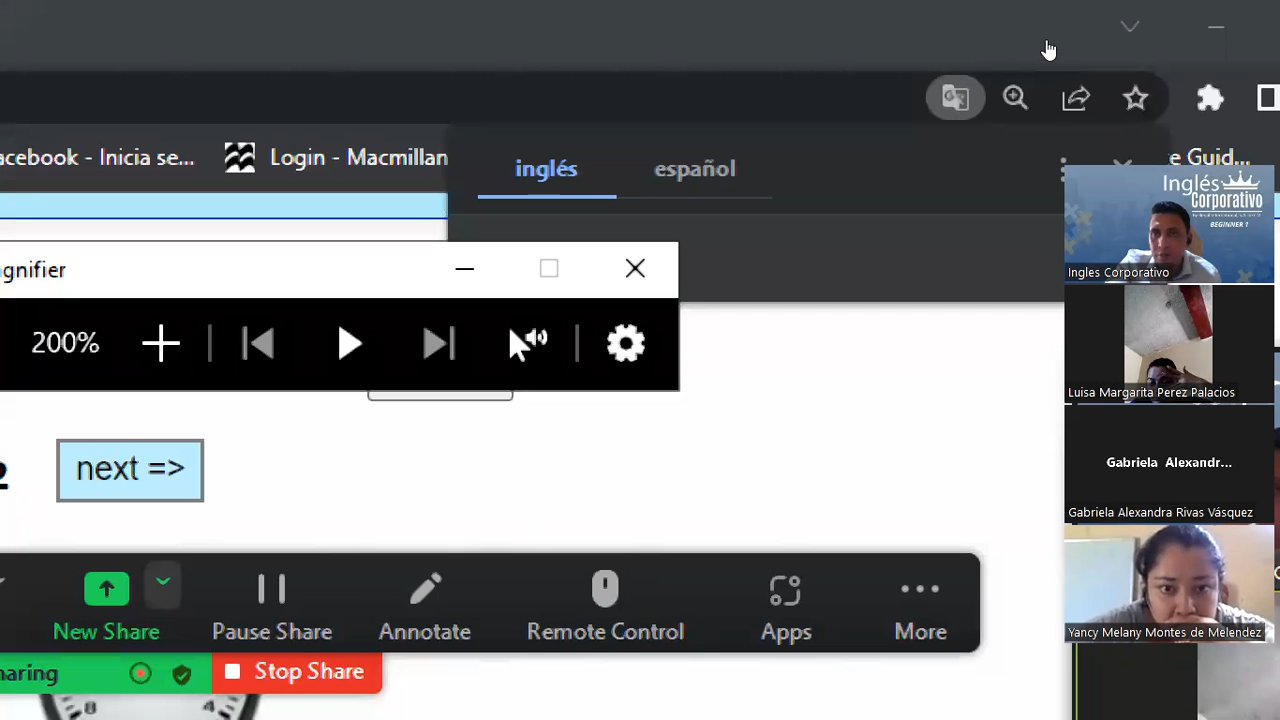 acebook - Inicia se...
Login - Macmillan
inglés
español
e Guid...
gnifier
200%
next =>
New Share
Pause Share
Annotate
Remote Control
Apps
More
haring
Stop Share
8
4
Inglés
Corporativo
BEGINNER 1
Ingles Corporativo
Luisa Margarita Perez Palacios
Gabriela Alexandr...
Gabriela Alexandra Rivas Vásquez
Yancy Melany Montes de Melendez